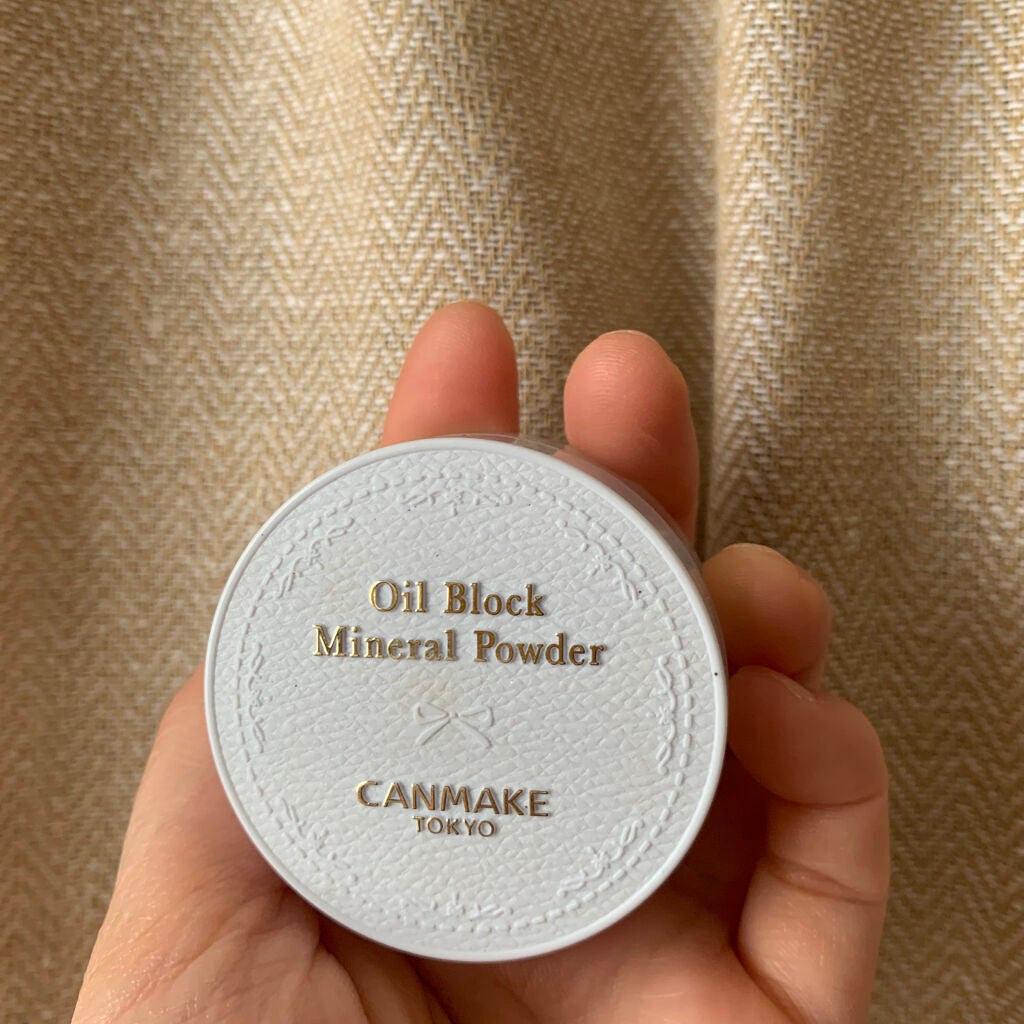 Oil Block
Mineral Powder
CANMAKE
TOKYO